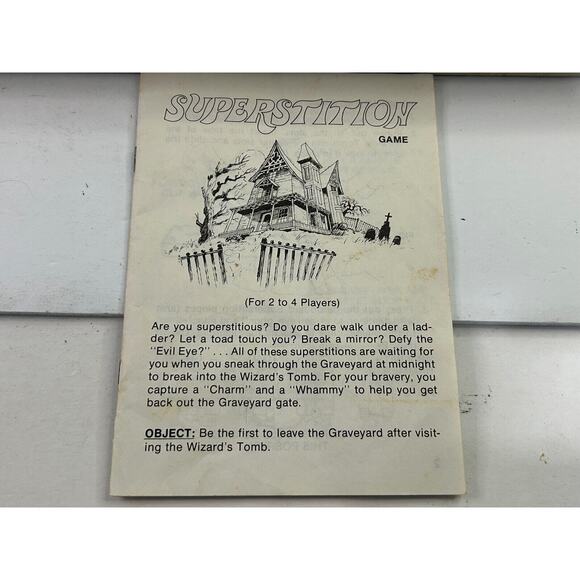 SUPERSTITION
GAME
(For 2 to 4 Players)
Are you superstitious? Do you dare walk under a lad-
der? Let a toad touch you? Break a mirror? Defy the
"Evil Eye?" . . . All of these superstitions are waiting for
you when you sneak through the Graveyard at midnight
to break into the Wizard's Tomb. For your bravery, you
capture a "Charm" and a "Whammy" to help you get
back out the Graveyard gate.
OBJECT: Be the first to leave the Graveyard after visit-
ing the Wizard's Tomb.